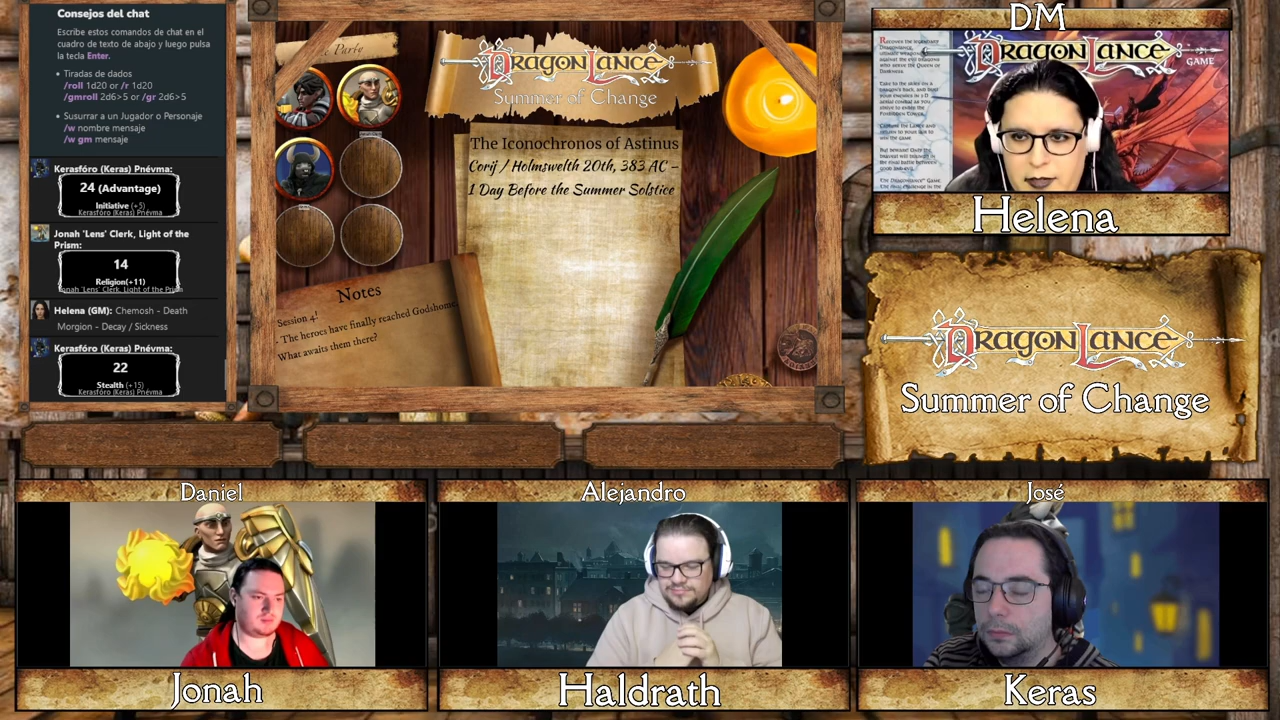 Consejos del chat
Escribe estos comandos de chat en el
cuadro de texto de abajo y luego pulsa
la tecla Enter.
• Tiradas de dados
/roll 1d20 or /r 1d20
/gmroll 2d6>5 or /gr 2d6>5
• Susurrar a un Jugador o Personaje
/w nombre mensaje
/w gm mensaje
Kerasfóro (Keras) Pnévma:
24 (Advantage)
Initiative (+5)
Kerasfóro (Keras) Pnévma
Jonah 'Lens' Clerk, Light of the
Prism:
14
Religion(+11)
Jonah 'Lens' Clerk, Light of the Prism
Helena (GM): Chemosh - Death
Morgion - Decay / Sickness
Kerasfóro (Keras) Pnévma:
22
Stealth (+15)
Kerasfóro (Keras) Pnévma
Party
DragonLance
Summer of Change
The Iconochronos of Astinus
Corij / Holmswelth 20th, 383 AC –
1 Day Before the Summer Solstice
Notes
Session 41
- The heroes have finally reached Godshome.
What awaits them there?
DM
DragonLance
GAME
Helena
DragonLance
Summer of Change
Daniel
Jonah
Alejandro
Haldrath
José
Keras